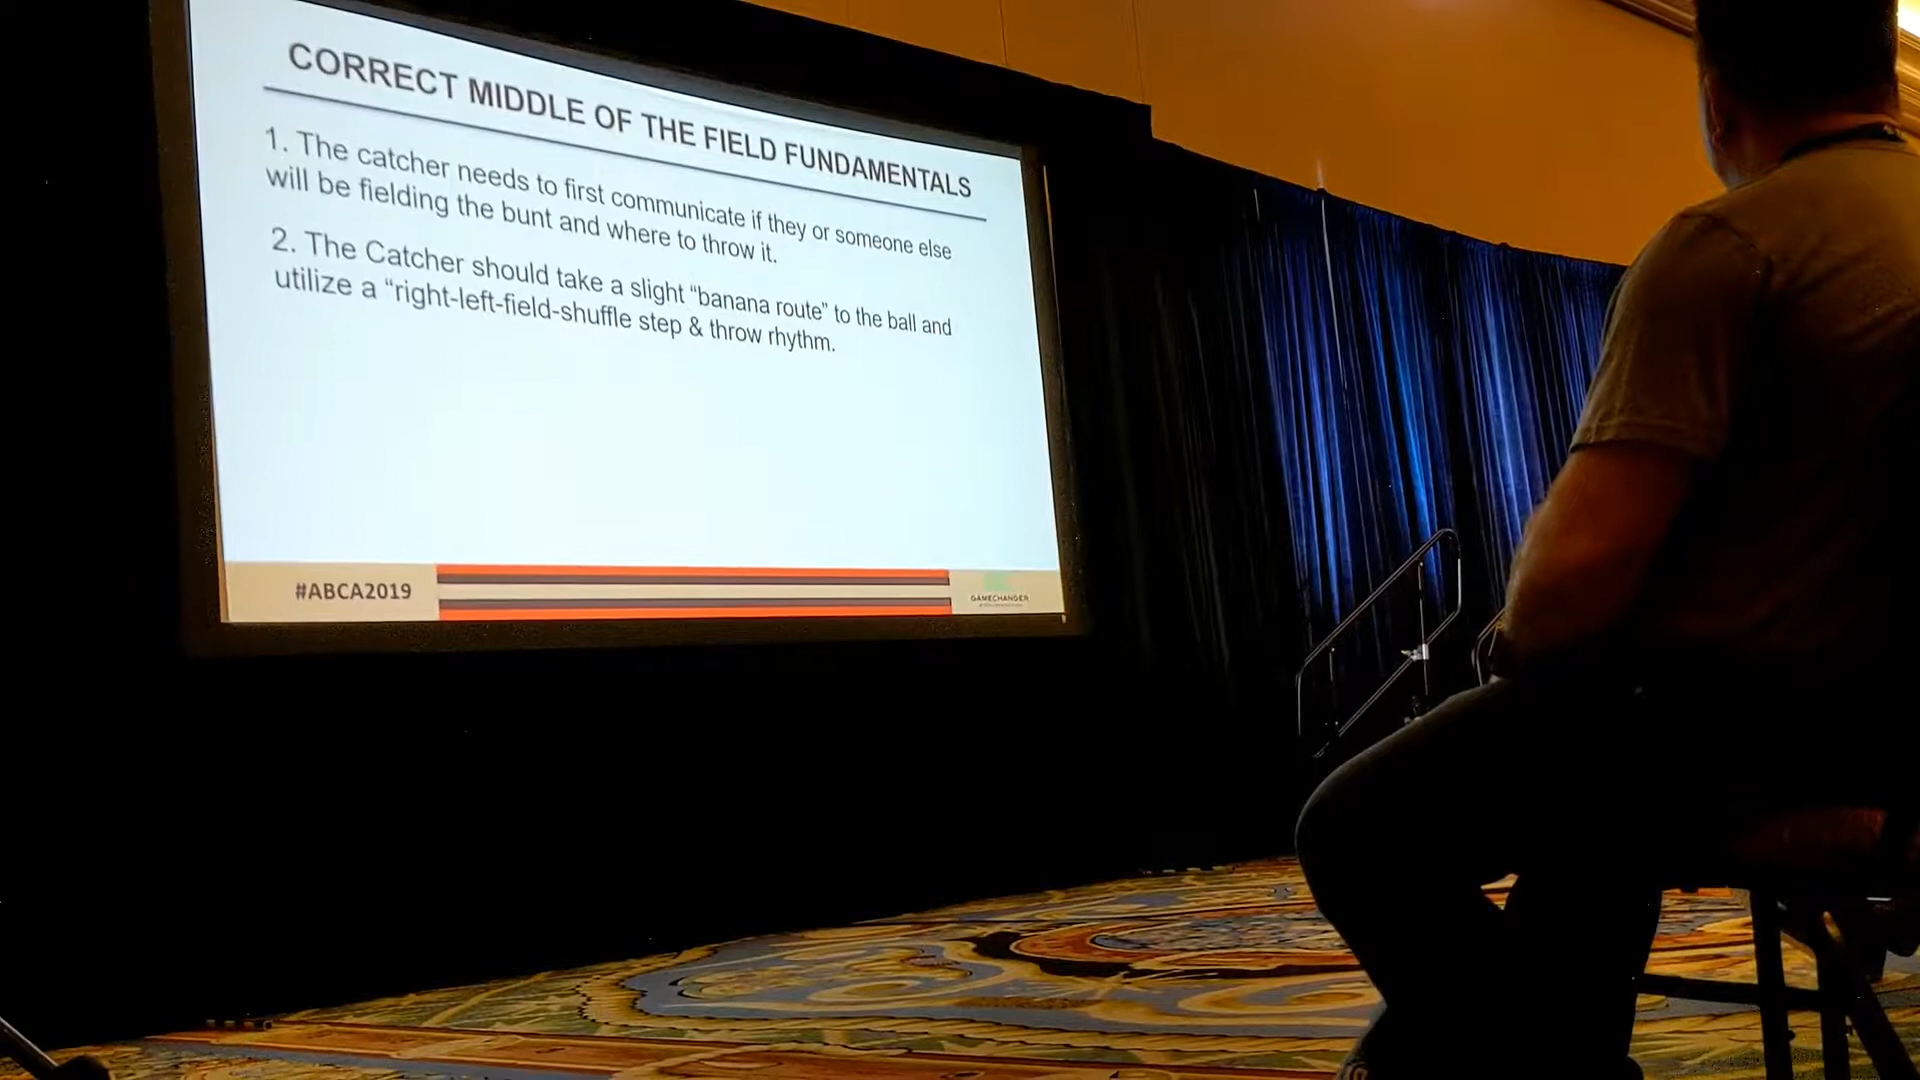 CORRECT MIDDLE OF THE FIELD FUNDAMENTALS
1. The catcher needs to first communicate if they or someone else
will be fielding the bunt and where to throw it.
2. The Catcher should take a slight “banana route” to the ball and
utilize a “right-left-field-shuffle step & throw rhythm.
#ABCA2019
GAMECHANGER